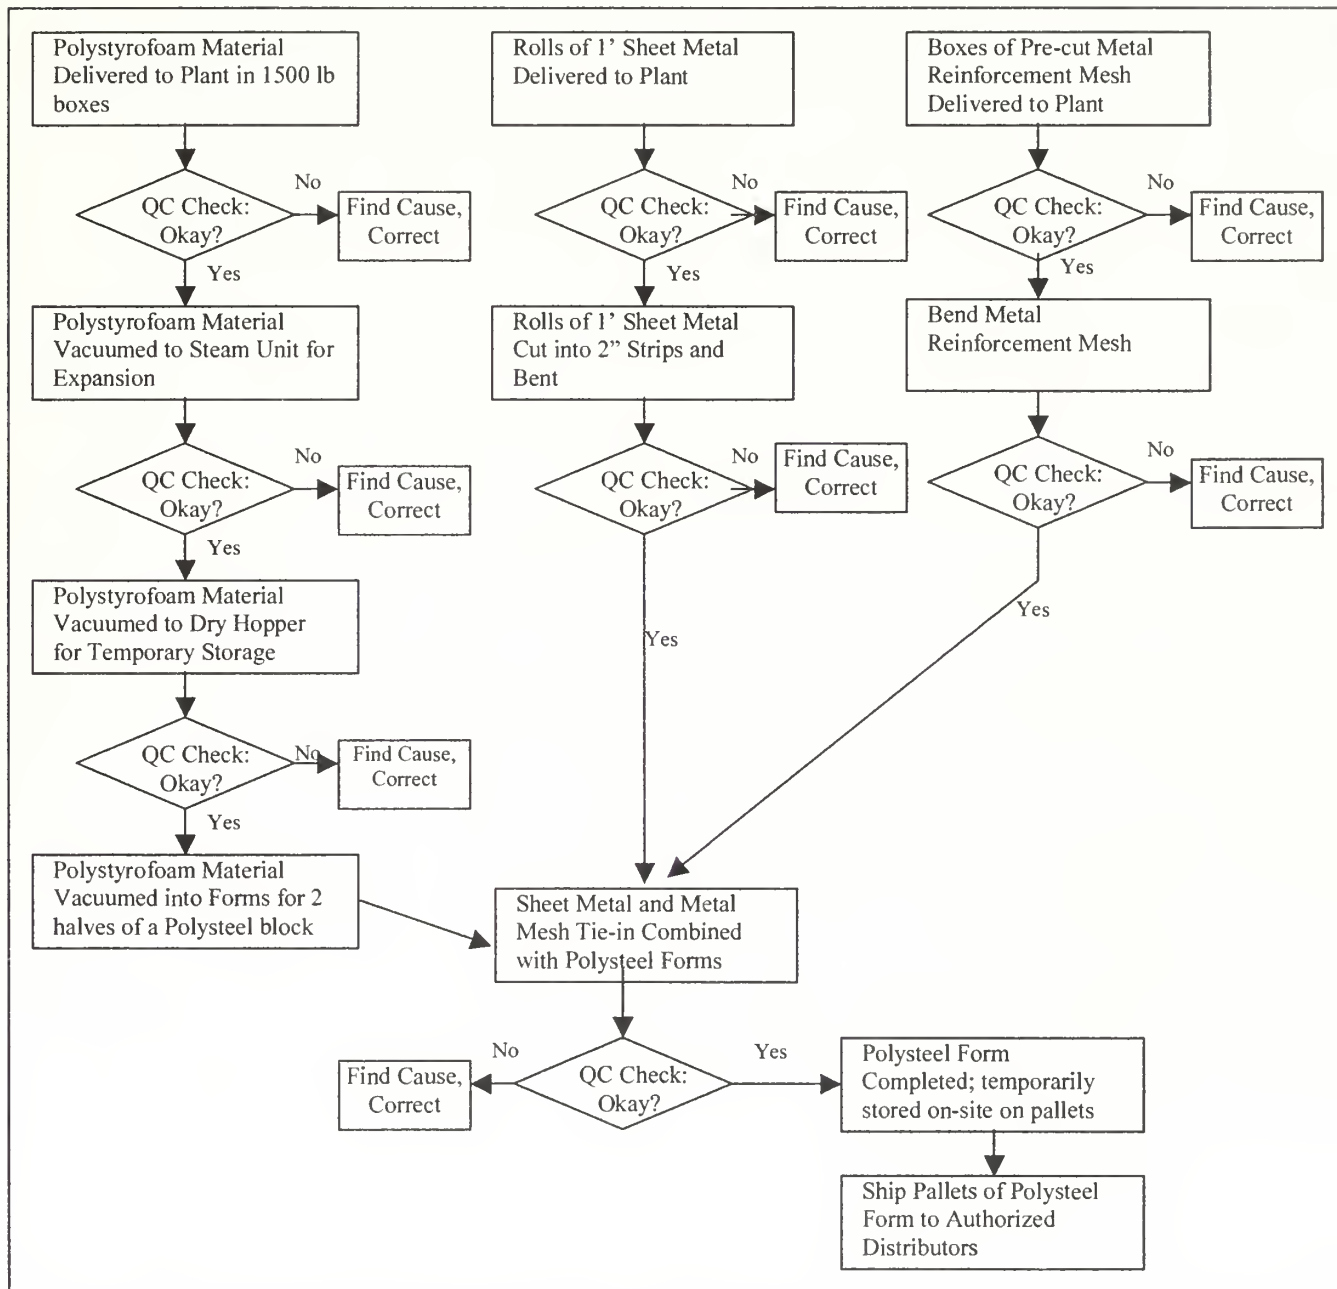 Polystyrofoam Material
Delivered to Plant in 1500 lb
boxes
Rolls of 1’ Sheet Metal
Delivered to Plant
Boxes of Pre-cut Metal
Reinforcement Mesh
Delivered to Plant
QC Check:
Okay?
No
Find Cause,
Correct
Yes
QC Check:
Okay?
No
Find Cause,
Correct
Yes
QC Check:
Okay?
No
Find Cause,
Correct
Yes
Polystyrofoam Material
Vacuumed to Steam Unit for
Expansion
Rolls of 1’ Sheet Metal
Cut into 2” Strips and
Bent
Bend Metal
Reinforcement Mesh
QC Check:
Okay?
No
Find Cause,
Correct
Yes
QC Check:
Okay?
No
Find Cause,
Correct
Yes
QC Check:
Okay?
No
Find Cause,
Correct
Yes
Polystyrofoam Material
Vacuumed to Dry Hopper
for Temporary Storage
QC Check:
Okay?
No
Find Cause,
Correct
Yes
Polystyrofoam Material
Vacuumed into Forms for 2
halves of a Polysteel block
Sheet Metal and Metal
Mesh Tie-in Combined
with Polysteel Forms
QC Check:
Okay?
No
Find Cause,
Correct
Yes
Polysteel Form
Completed; temporarily
stored on-site on pallets
Ship Pallets of Polysteel
Form to Authorized
Distributors